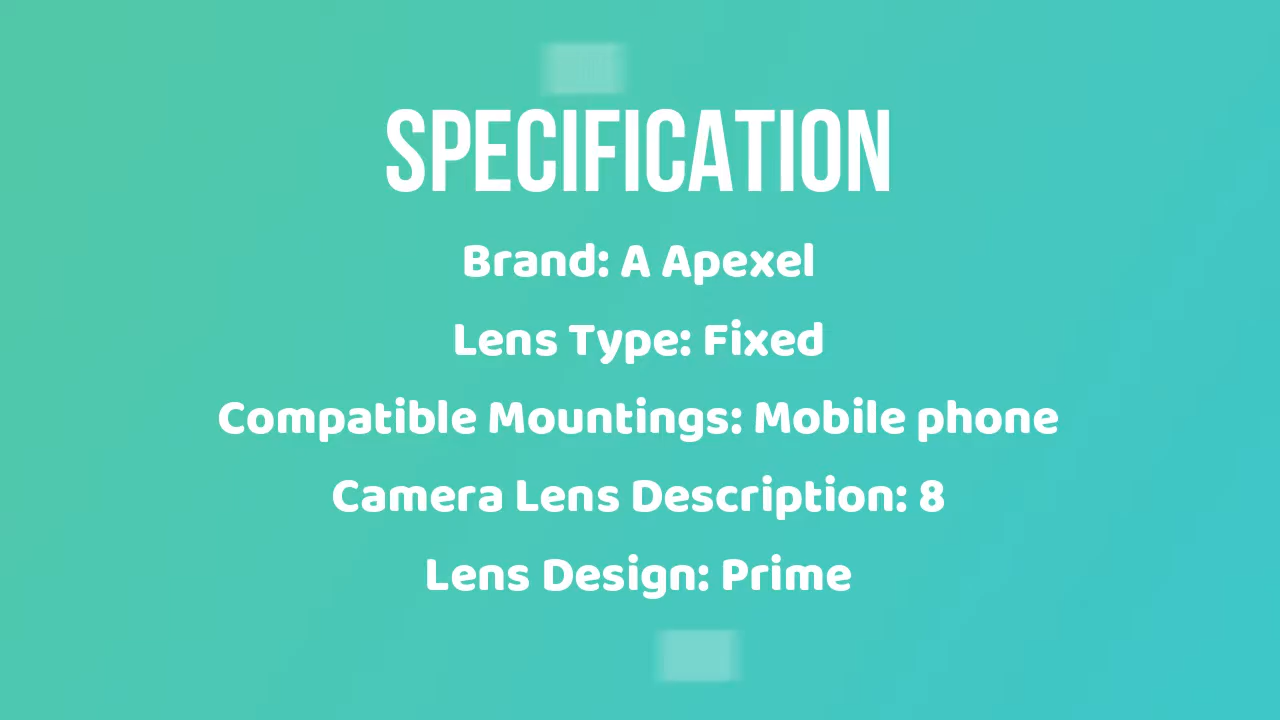 SPECIFICATION
Brand: A Apexel
Lens Type: Fixed
Compatible Mountings: Mobile phone
Camera Lens Description: 8
Lens Design: Prime